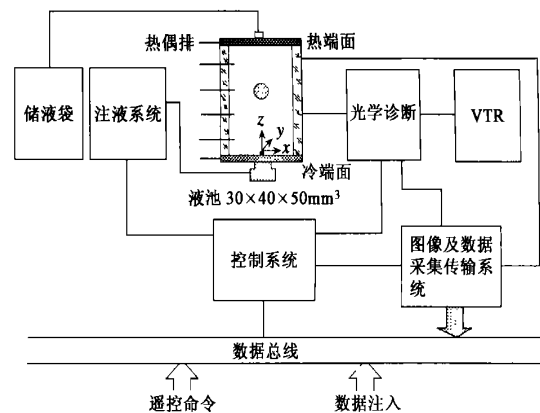 热偶排
热端面
储液袋
注液系统
光学诊断
VTR
z
y
x
冷端面
液池 30×40×50mm³
控制系统
图像及数据
采集传输系
统
数据总线
遥控命令
数据注入